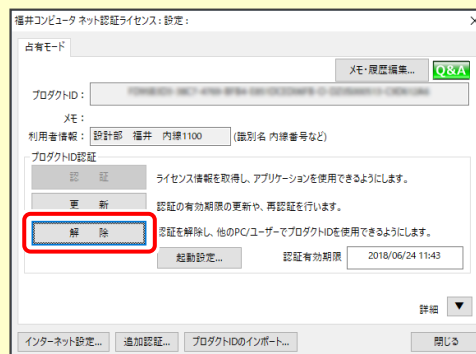 福井コンピュータ ネット認証ライセンス : 設定 :
占有モード
メモ・履歴編集... Q&A
プロダクトID :
メモ :
利用者情報 : 設計部 福井 内線1100 (識別名 内線番号など)
プロダクトID認証
認 証 ライセンス情報を取得し、アプリケーションを使用できるようにします。
更 新 認証の有効期限の更新や、再認証を行います。
解 除 認証を解除し、他のPC/ユーザーでプロダクトIDを使用できるようにします。
起動設定... 認証有効期限 2018/06/24 11:43
詳細 ▼
インターネット設定... 追加認証... プロダクトIDのインポート... 閉じる